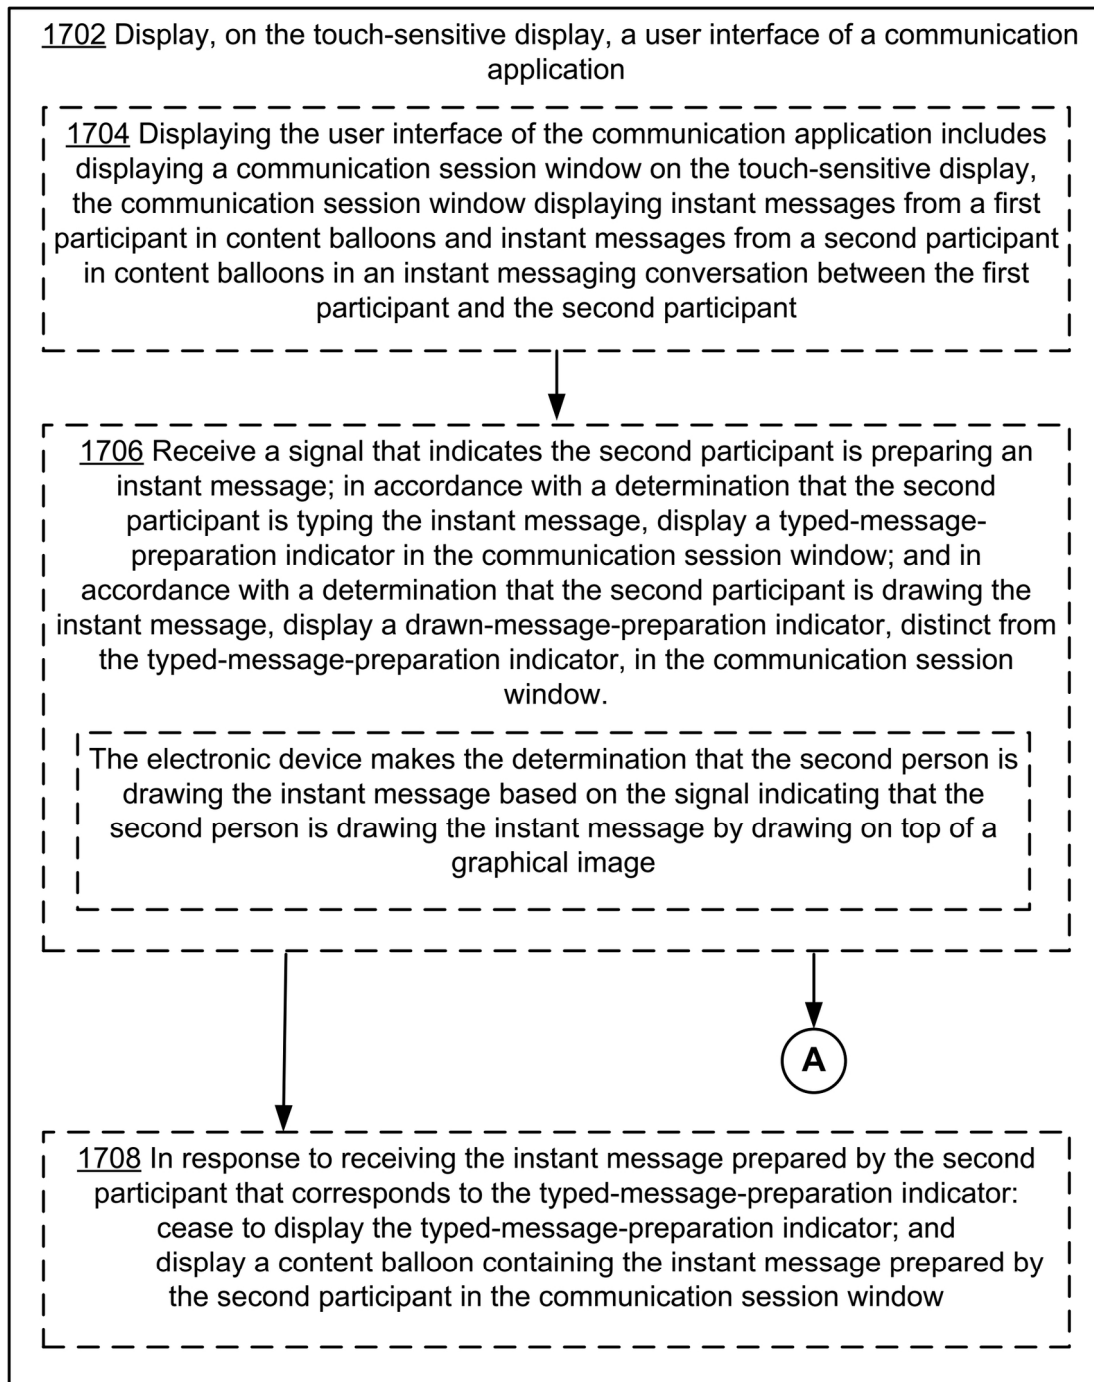 1702 Display, on the touch-sensitive display, a user interface of a communication
application
1704 Displaying the user interface of the communication application includes
displaying a communication session window on the touch-sensitive display,
the communication session window displaying instant messages from a first
participant in content balloons and instant messages from a second participant
in content balloons in an instant messaging conversation between the first
participant and the second participant
1706 Receive a signal that indicates the second participant is preparing an
instant message; in accordance with a determination that the second
participant is typing the instant message, display a typed-message-
preparation indicator in the communication session window; and in
accordance with a determination that the second participant is drawing the
instant message, display a drawn-message-preparation indicator, distinct from
the typed-message-preparation indicator, in the communication session
window.
The electronic device makes the determination that the second person is
drawing the instant message based on the signal indicating that the
second person is drawing the instant message by drawing on top of a
graphical image
A
1708 In response to receiving the instant message prepared by the second
participant that corresponds to the typed-message-preparation indicator:
cease to display the typed-message-preparation indicator; and
display a content balloon containing the instant message prepared by
the second participant in the communication session window